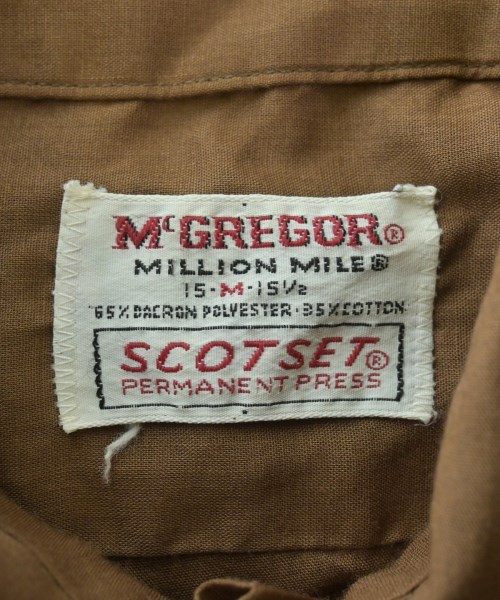 McGREGOR®
MILLION MILE®
15-M-15½
65% DACRON POLYESTER·35% COTTON
SCOTSET®
PERMANENT PRESS